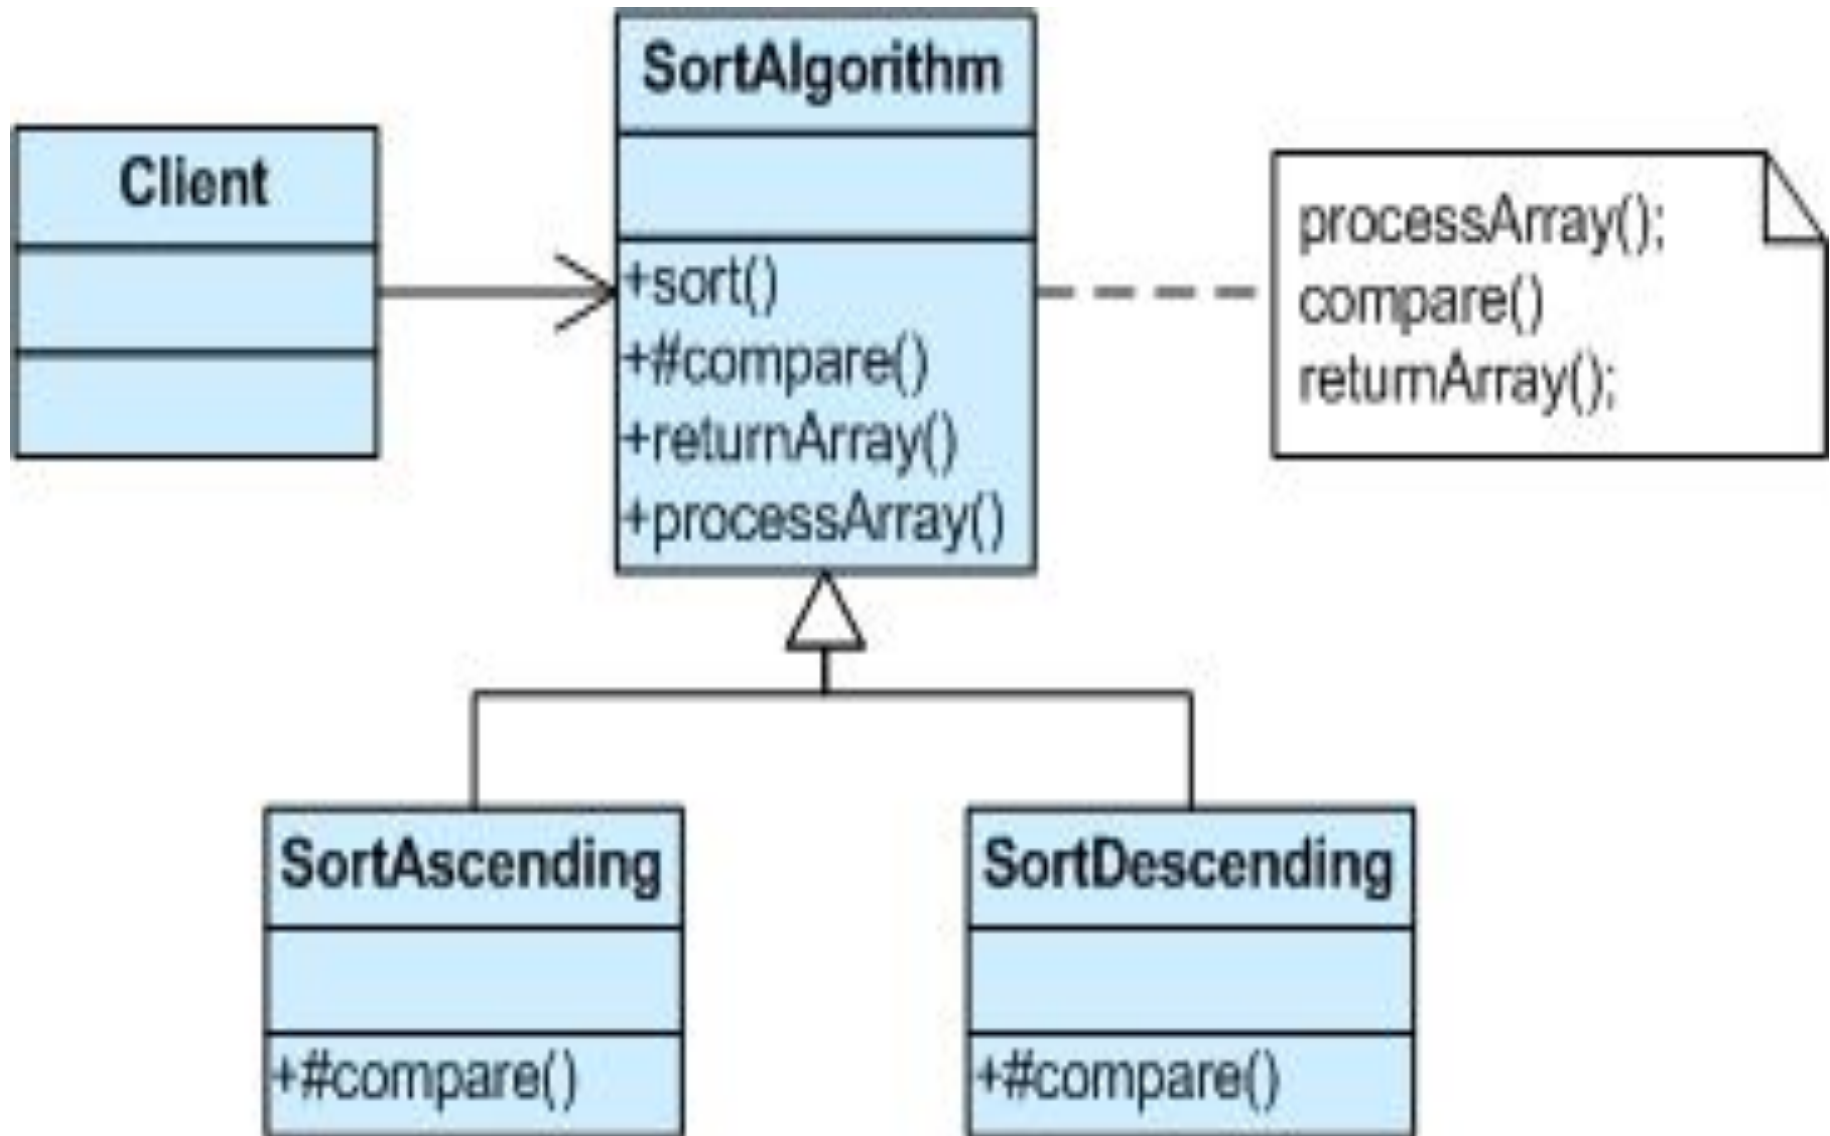 SortAlgorithm
Client
+sort()
+#compare()
+returnArray()
+processArray()
processArray();
compare()
returnArray();
SortAscending
+#compare()
SortDescending
+#compare()